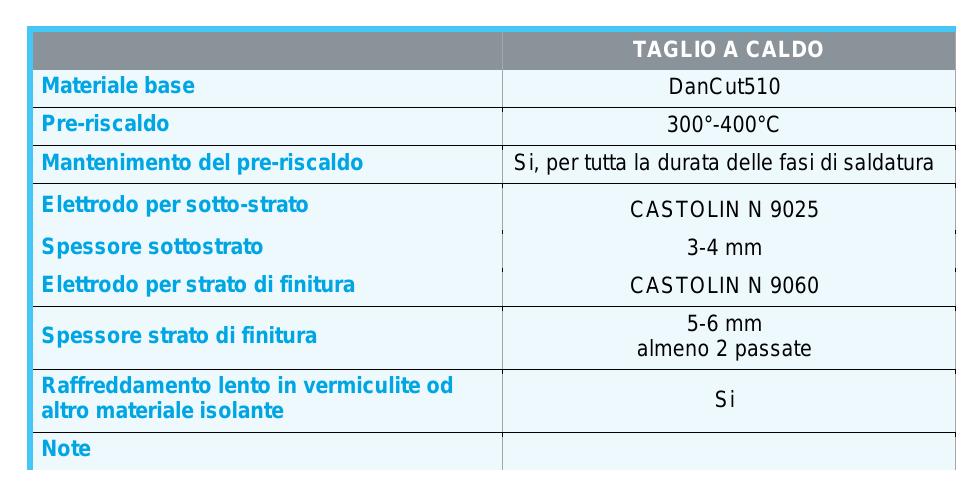 TAGLIO A CALDO
Materiale base
DanCut510
Pre-riscaldo
300°-400°C
Mantenimento del pre-riscaldo
Si, per tutta la durata delle fasi di saldatura
Elettrodo per sotto-strato
CASTOLIN N 9025
Spessore sottostrato
3-4 mm
Elettrodo per strato di finitura
CASTOLIN N 9060
Spessore strato di finitura
5-6 mm
almeno 2 passate
Raffreddamento lento in vermiculite od
altro materiale isolante
Si
Note